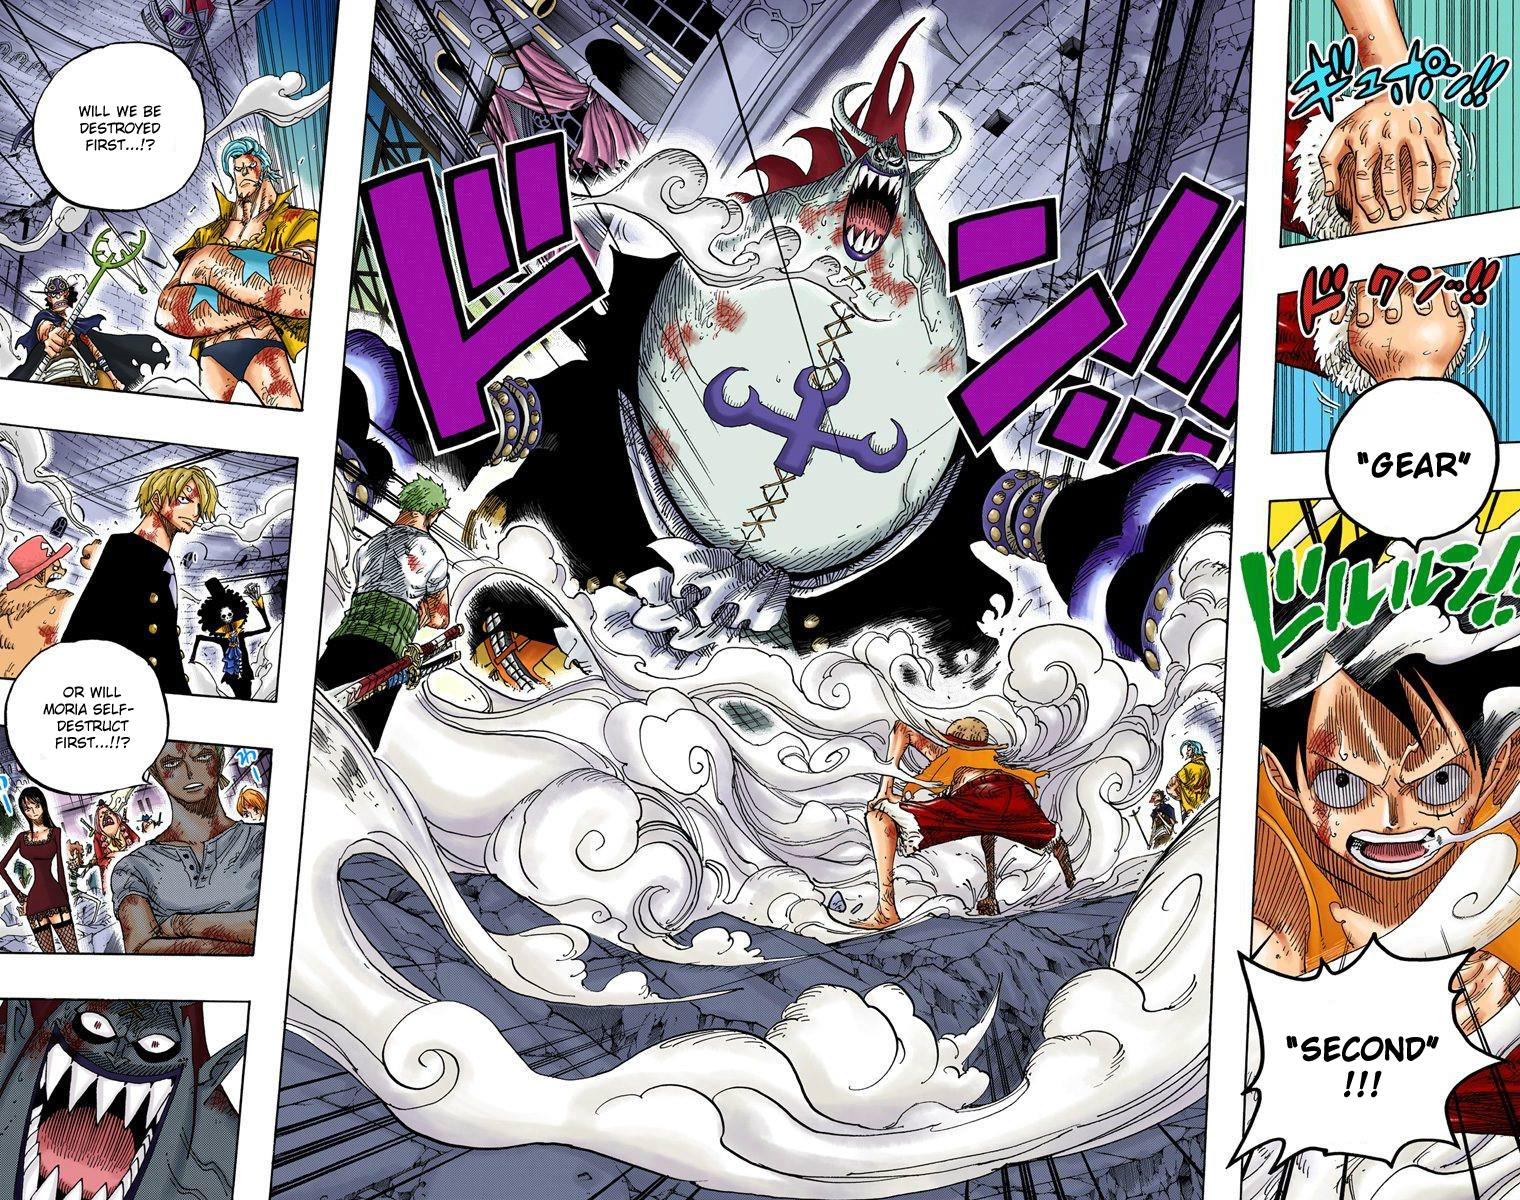 ギュポン!!
ドクン…!!
"GEAR"
ドルルン!!
"SECOND"
!!!
ドン!!!
WILL WE BE
DESTROYED
FIRST...!?
OR WILL
MORIA SELF-
DESTRUCT
FIRST...!!?